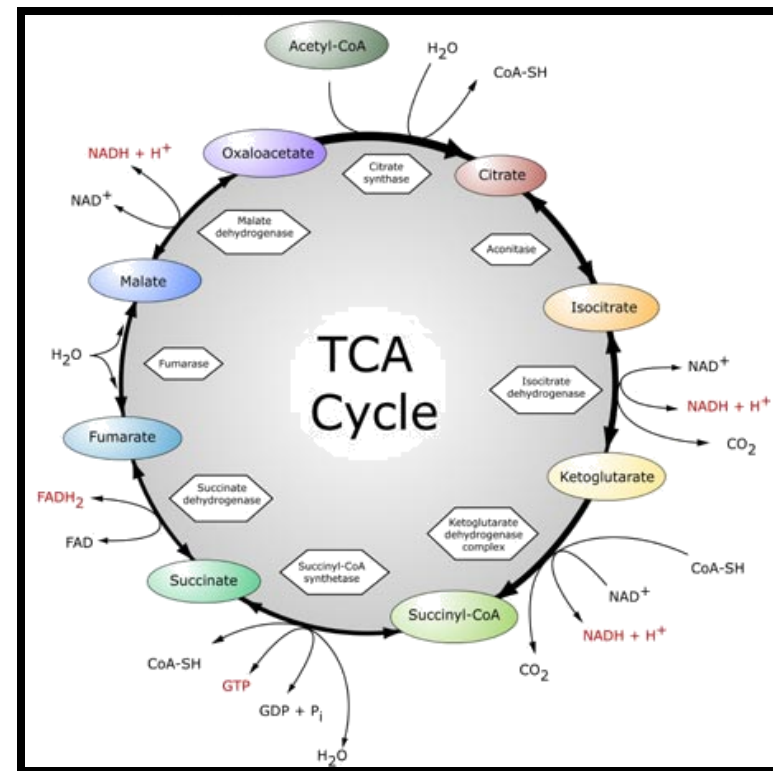 Acetyl-CoA
H₂O
CoA-SH
Oxaloacetate
Citrate
synthase
Citrate
NADH + H⁺
NAD⁺
Malate
dehydrogenase
Aconitase
Malate
Isocitrate
H₂O
Fumarase
TCA
Cycle
Isocitrate
dehydrogenase
NAD⁺
NADH + H⁺
CO₂
Fumarate
Ketoglutarate
FADH₂
FAD
Succinate
dehydrogenase
Ketoglutarate
dehydrogenase
complex
Succinate
Succinyl-CoA
synthetase
Succinyl-CoA
CoA-SH
NAD⁺
NADH + H⁺
CO₂
CoA-SH
GTP
GDP + Pᵢ
H₂O